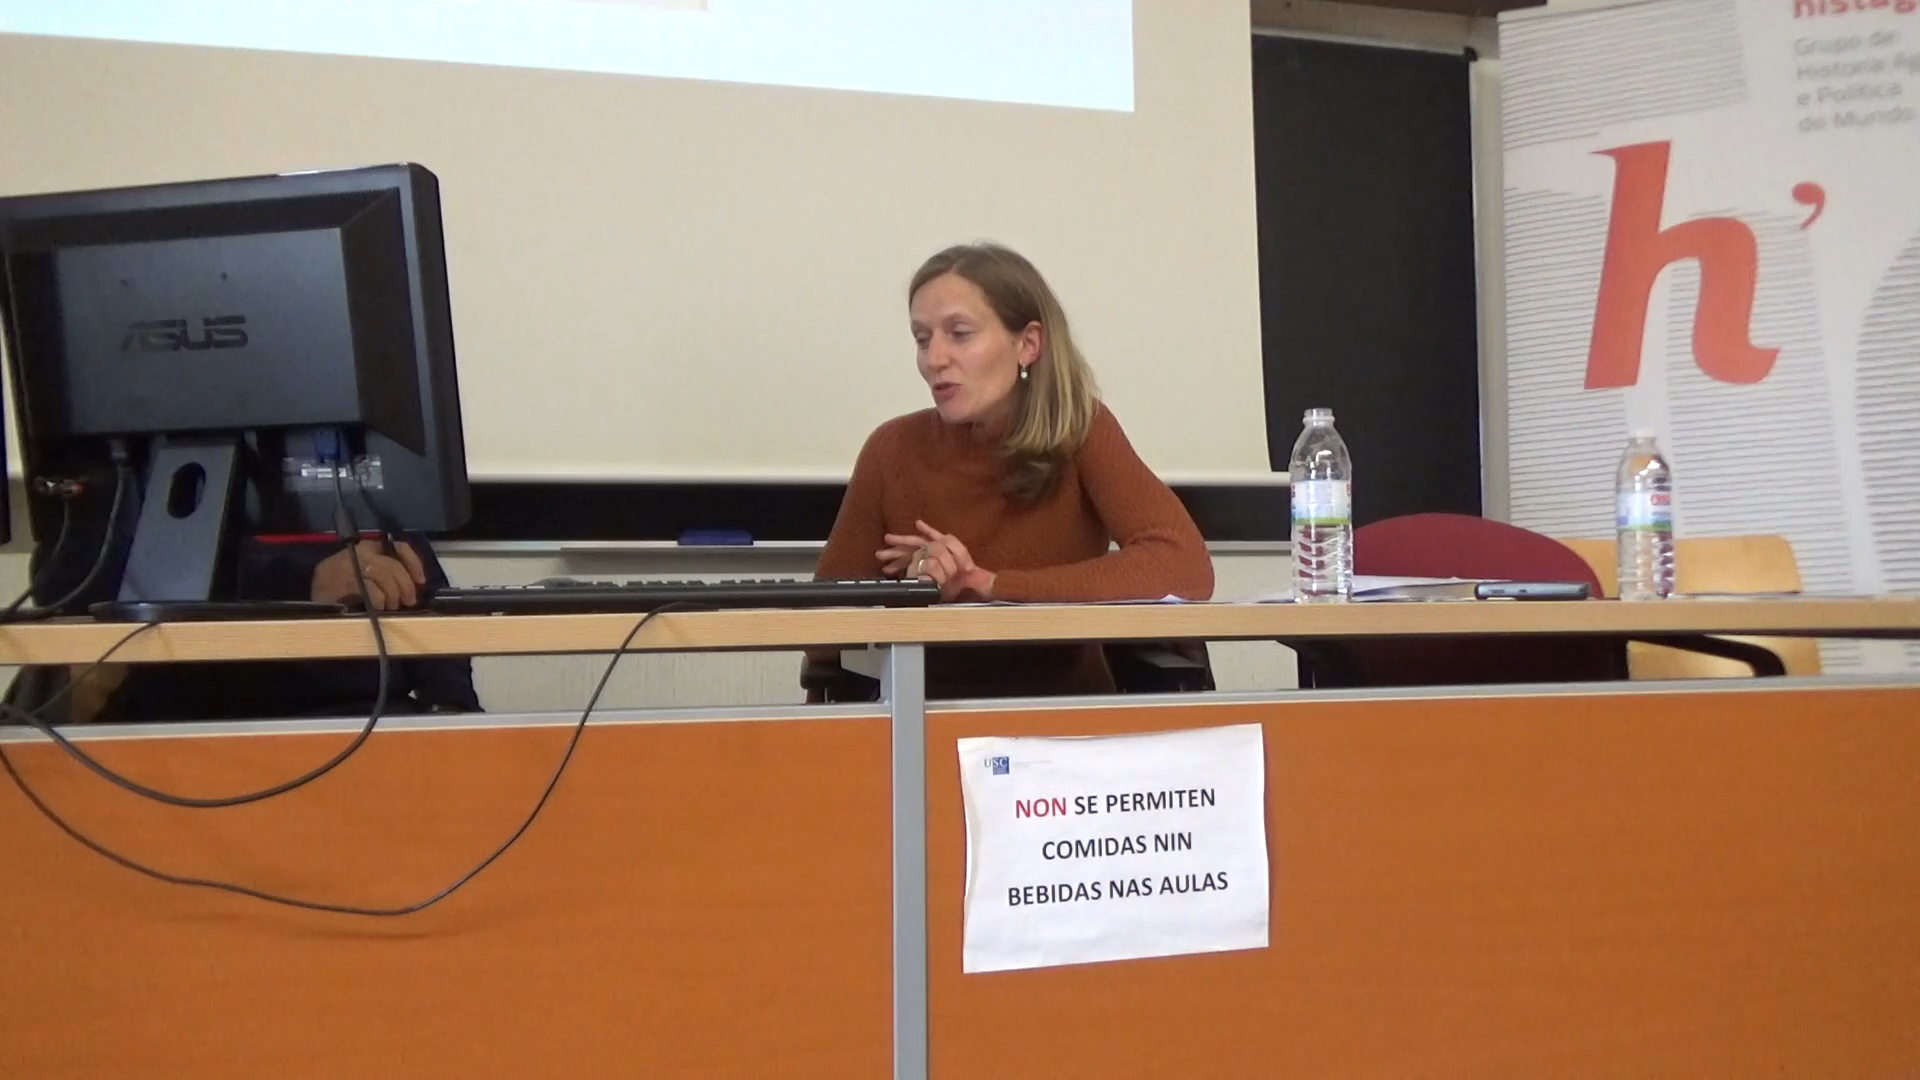 histag
Grupo de
Historia Ag
e Política
do Mundo
h'
ASUS
USC
NON SE PERMITEN
COMIDAS NIN
BEBIDAS NAS AULAS